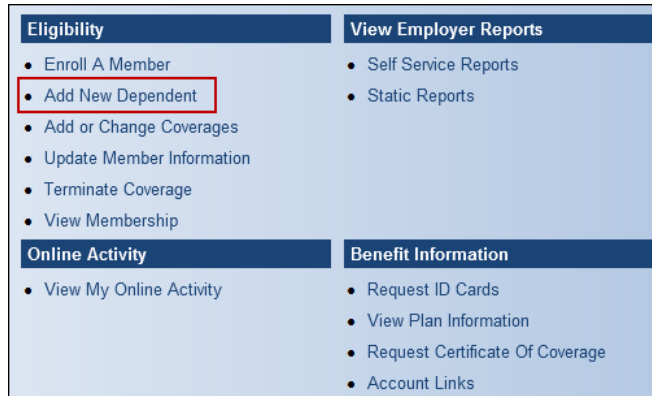 Eligibility
Enroll A Member
Add New Dependent
Add or Change Coverages
Update Member Information
Terminate Coverage
View Membership
View Employer Reports
Self Service Reports
Static Reports
Online Activity
View My Online Activity
Benefit Information
Request ID Cards
View Plan Information
Request Certificate Of Coverage
Account Links